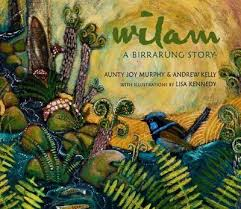 wilam
A BIRRARUNG STORY
AUNTY JOY MURPHY & ANDREW KELLY
WITH ILLUSTRATIONS BY LISA KENNEDY